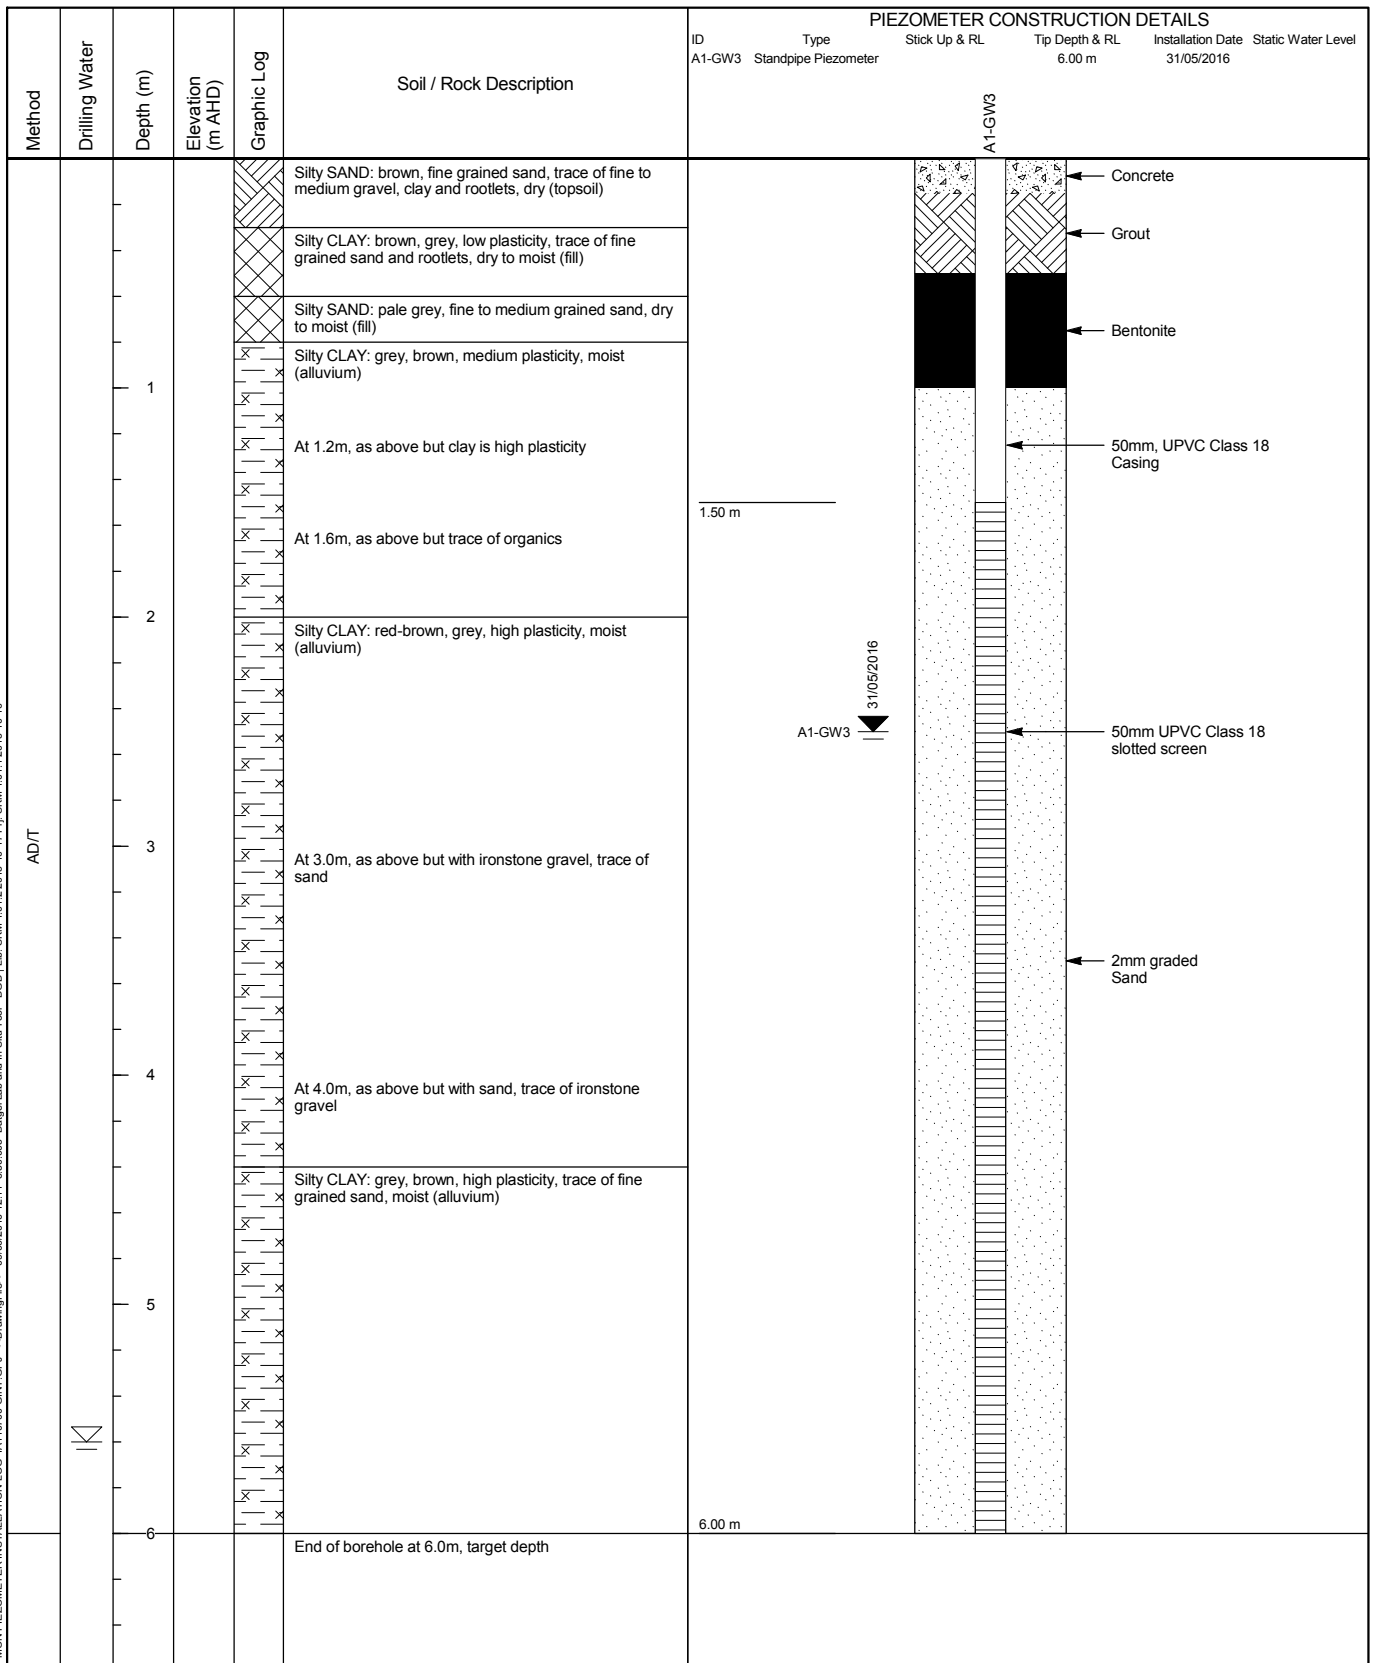 PIEZOMETER CONSTRUCTION DETAILS
ID Type Stick Up & RL Tip Depth & RL Installation Date Static Water Level
A1-GW3 Standpipe Piezometer 6.00 m 31/05/2016
Method
Drilling Water
Depth (m)
Elevation
(m AHD)
Graphic Log
Soil / Rock Description
A1-GW3
Silty SAND: brown, fine grained sand, trace of fine to
medium gravel, clay and rootlets, dry (topsoil)
Concrete
Silty CLAY: brown, grey, low plasticity, trace of fine
grained sand and rootlets, dry to moist (fill)
Grout
Silty SAND: pale grey, fine to medium grained sand, dry
to moist (fill)
Bentonite
Silty CLAY: grey, brown, medium plasticity, moist
(alluvium)
1
At 1.2m, as above but clay is high plasticity
50mm, UPVC Class 18
Casing
1.50 m
At 1.6m, as above but trace of organics
2
Silty CLAY: red-brown, grey, high plasticity, moist
(alluvium)
31/05/2016
A1-GW3
50mm UPVC Class 18
slotted screen
AD/T
3
At 3.0m, as above but with ironstone gravel, trace of
sand
2mm graded
Sand
4
At 4.0m, as above but with sand, trace of ironstone
gravel
Silty CLAY: grey, brown, high plasticity, trace of fine
grained sand, moist (alluvium)
5
6.00 m
6
End of borehole at 6.0m, target depth